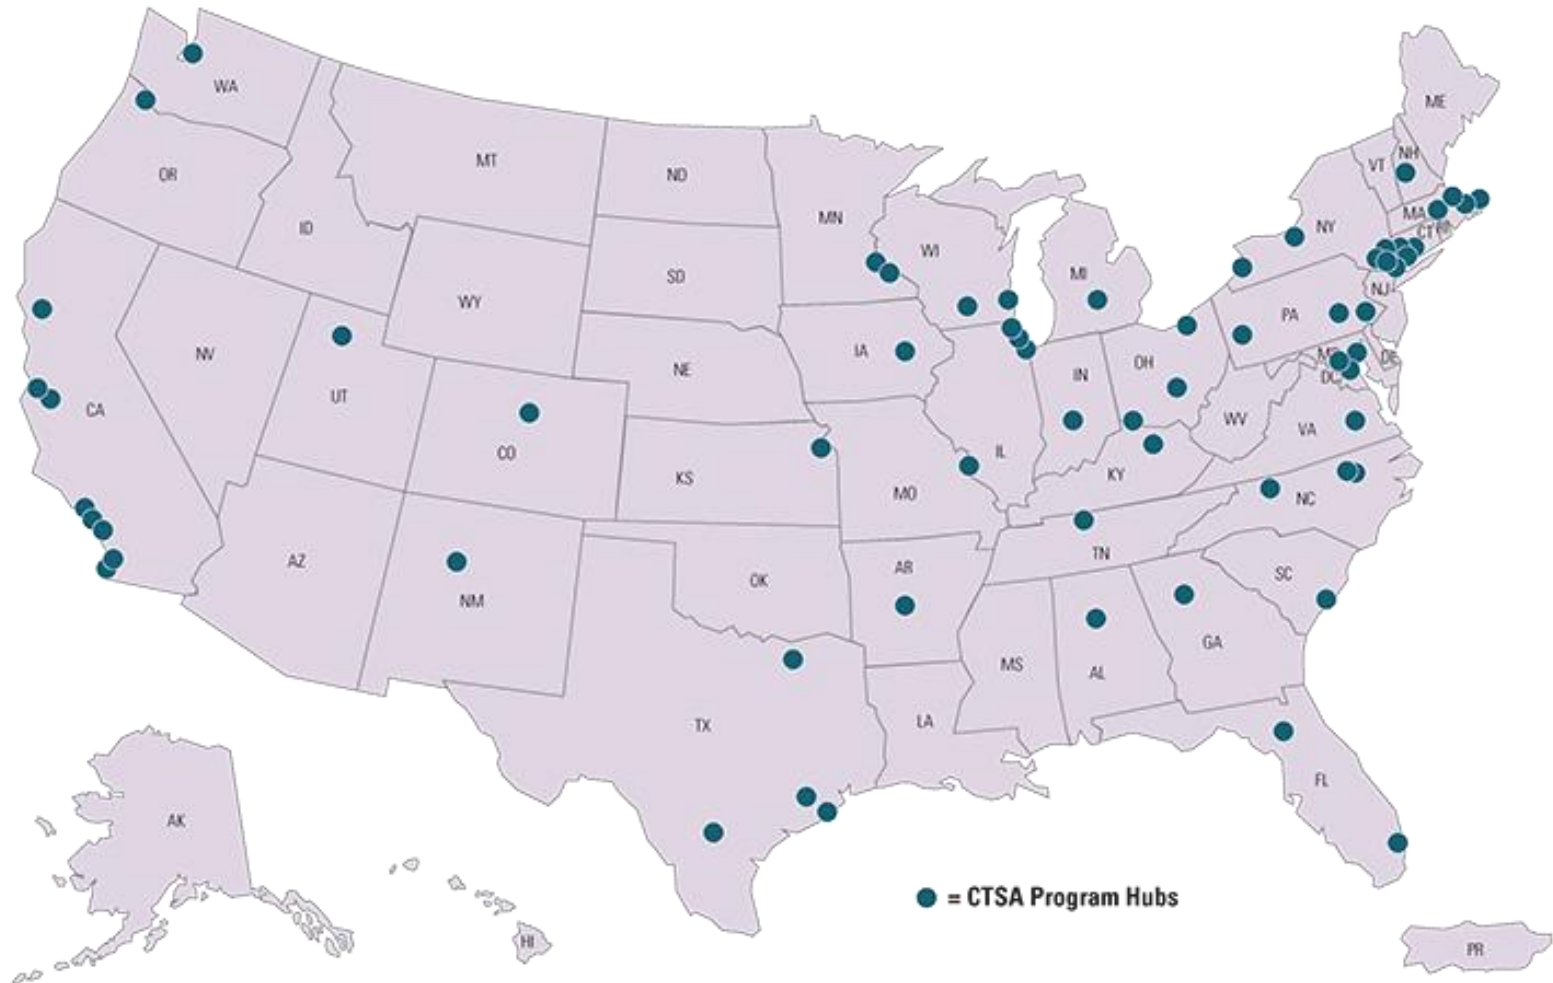 WA
ME
MT
ND
VT
NH
OR
MN
MA
ID
WI
NY
CT
SD
MI
WY
NJ
PA
NV
IA
OH
DE
NE
IN
UT
CA
DC
WV
VA
CO
IL
KS
KY
MO
NC
TN
AZ
AR
SC
OK
NM
GA
MS
AL
LA
TX
FL
AK
= CTSA Program Hubs
HI
PR